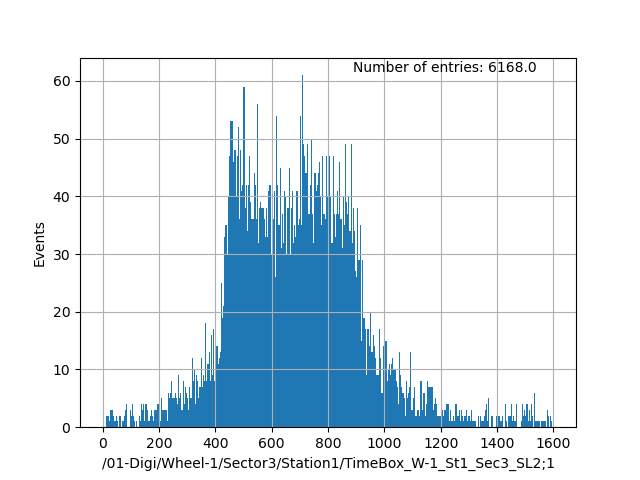 Number of entries: 6168.0
60
50
40
30
20
10
0
Events
0 200 400 600 800 1000 1200 1400 1600
/01-Digi/Wheel-1/Sector3/Station1/TimeBox_W-1_St1_Sec3_SL2;1